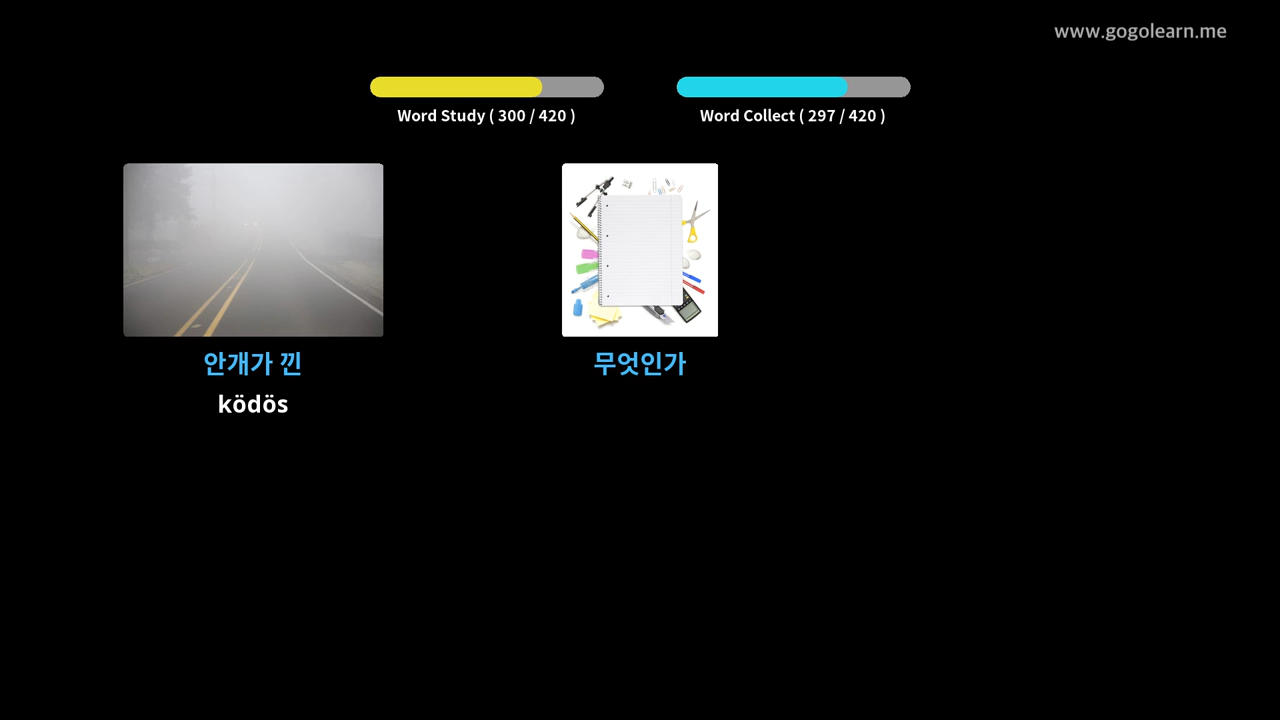 www.gogolearn.me
Word Study ( 300 / 420 )
Word Collect ( 297 / 420 )
안개가 낀
ködös
무엇인가